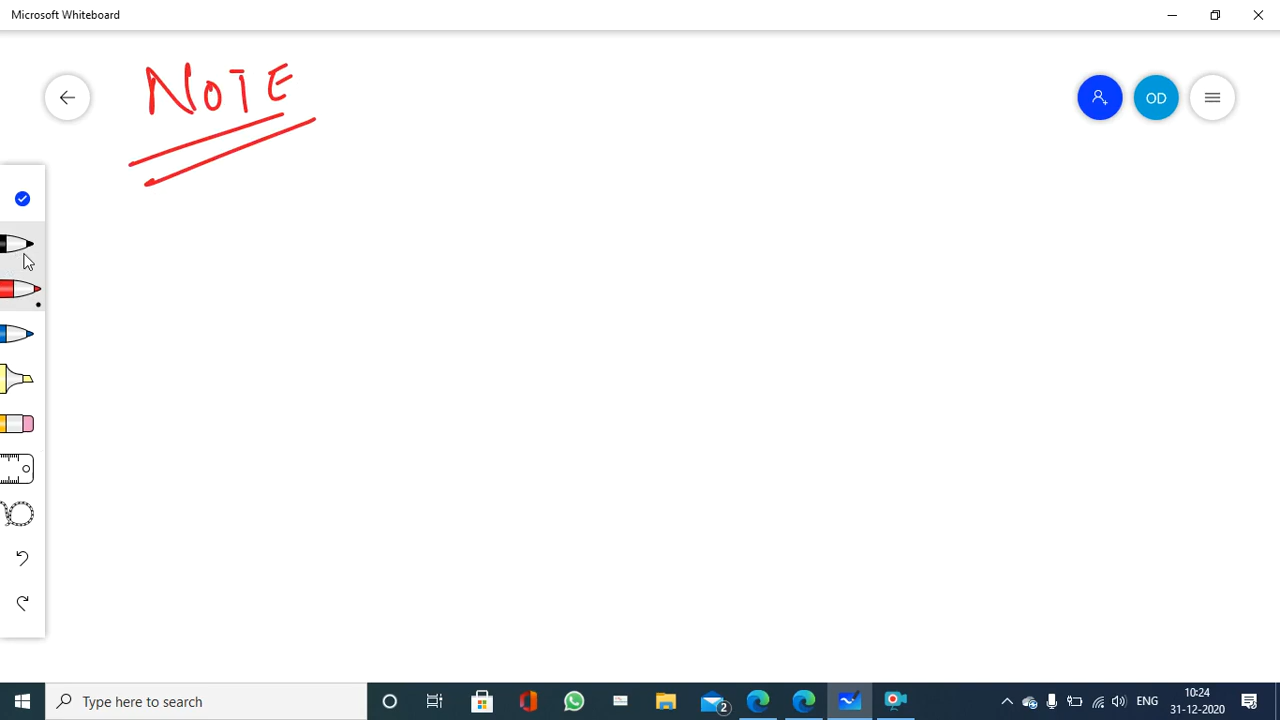 Microsoft Whiteboard
NOTE
OD
Type here to search
2
ENG
10:24
31-12-2020